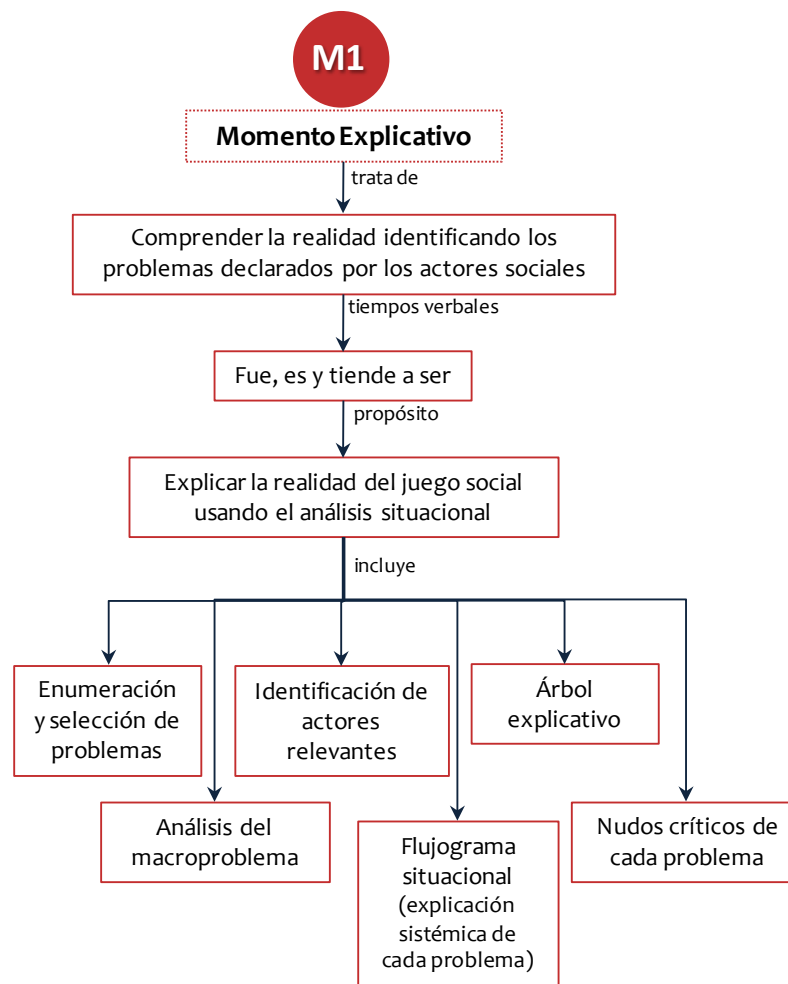 M1
Momento Explicativo
trata de
Comprender la realidad identificando los
problemas declarados por los actores sociales
tiempos verbales
Fue, es y tiende a ser
propósito
Explicar la realidad del juego social
usando el análisis situacional
incluye
Enumeración
y selección de
problemas
Identificación de
actores
relevantes
Árbol
explicativo
Análisis del
macroproblema
Flujograma
situacional
(explicación
sistémica de
cada problema)
Nudos críticos de
cada problema